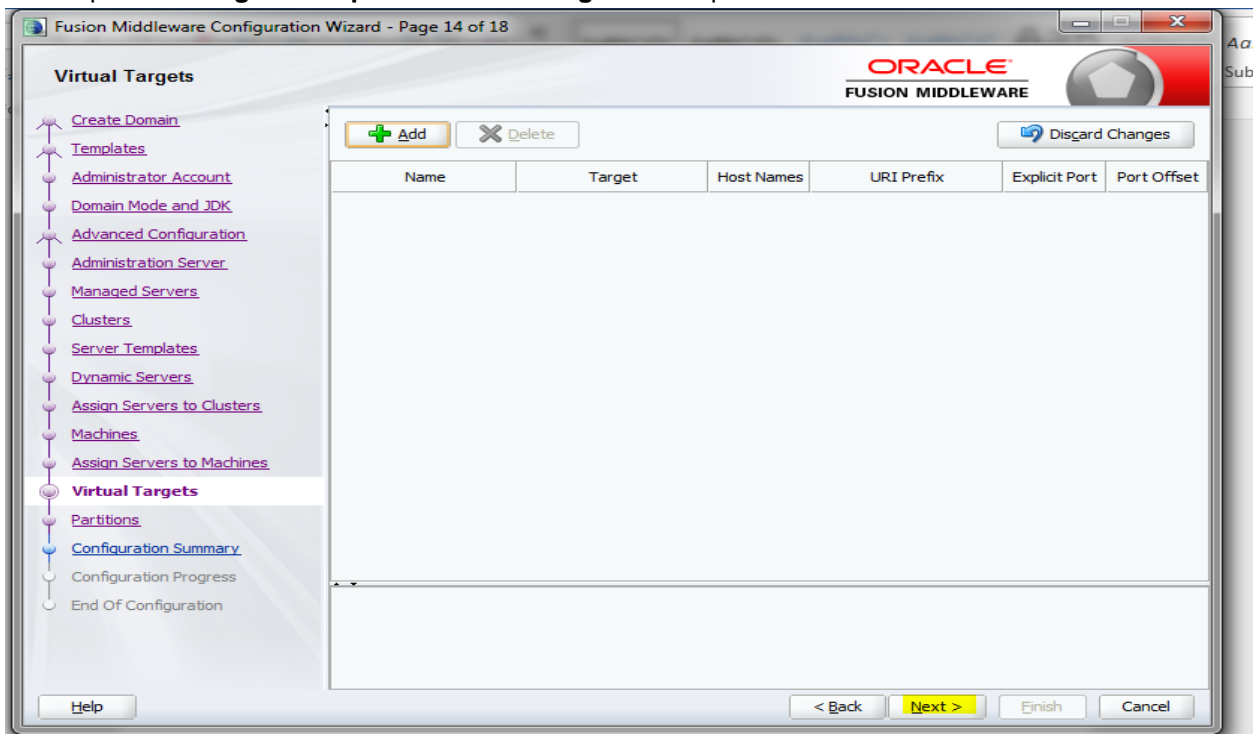 Fusion Middleware Configuration Wizard - Page 14 of 18
Virtual Targets
ORACLE
FUSION MIDDLEWARE
Create Domain
Templates
Administrator Account
Domain Mode and JDK
Advanced Configuration
Administration Server
Managed Servers
Clusters
Server Templates
Dynamic Servers
Assign Servers to Clusters
Machines
Assign Servers to Machines
Virtual Targets
Partitions
Configuration Summary
Configuration Progress
End Of Configuration
Add
Delete
Discard Changes
Name Target Host Names URI Prefix Explicit Port Port Offset
Help
< Back
Next >
Finish
Cancel
Sub